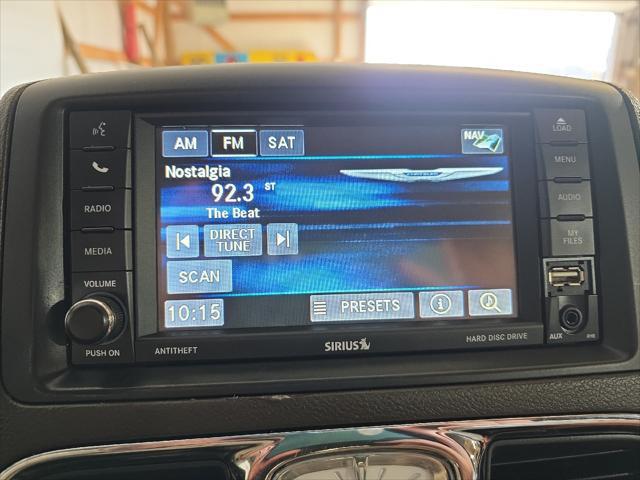 AM FM SAT NAV
Nostalgia
92.3 ST
The Beat
DIRECT
TUNE
SCAN
10:15 PRESETS
RADIO
MEDIA
VOLUME
PUSH ON
ANTITHEFT
SIRIUS
HARD DISC DRIVE
LOAD
MENU
AUDIO
MY
FILES
AUX